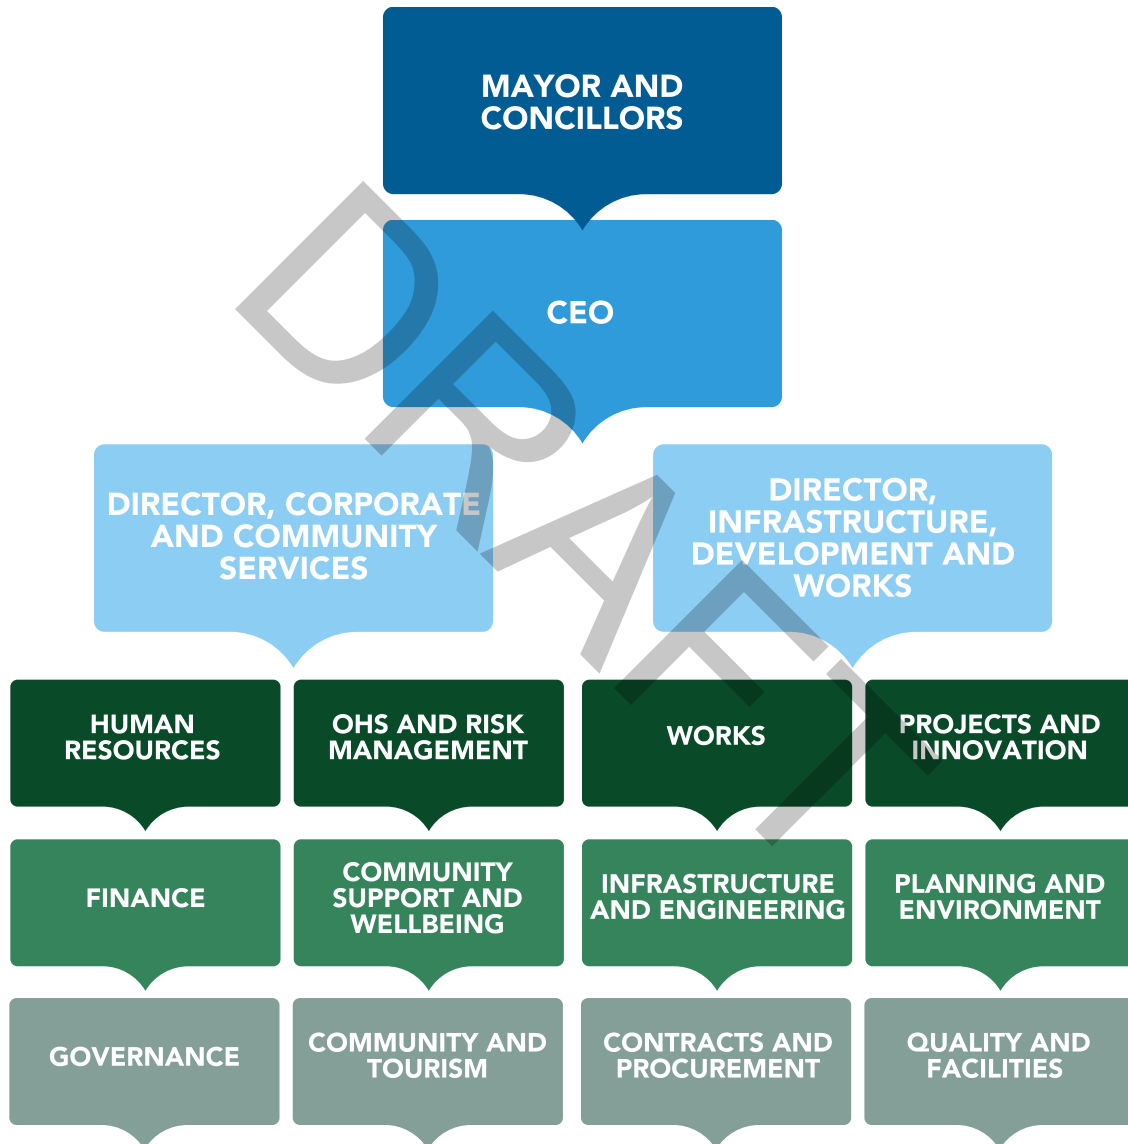 MAYOR AND
CONCILLORS
CEO
DIRECTOR, CORPORATE
AND COMMUNITY
SERVICES
DIRECTOR,
INFRASTRUCTURE,
DEVELOPMENT AND
WORKS
HUMAN
RESOURCES
OHS AND RISK
MANAGEMENT
WORKS
PROJECTS AND
INNOVATION
FINANCE
COMMUNITY
SUPPORT AND
WELLBEING
INFRASTRUCTURE
AND ENGINEERING
PLANNING AND
ENVIRONMENT
GOVERNANCE
COMMUNITY AND
TOURISM
CONTRACTS AND
PROCUREMENT
QUALITY AND
FACILITIES
DRAFT